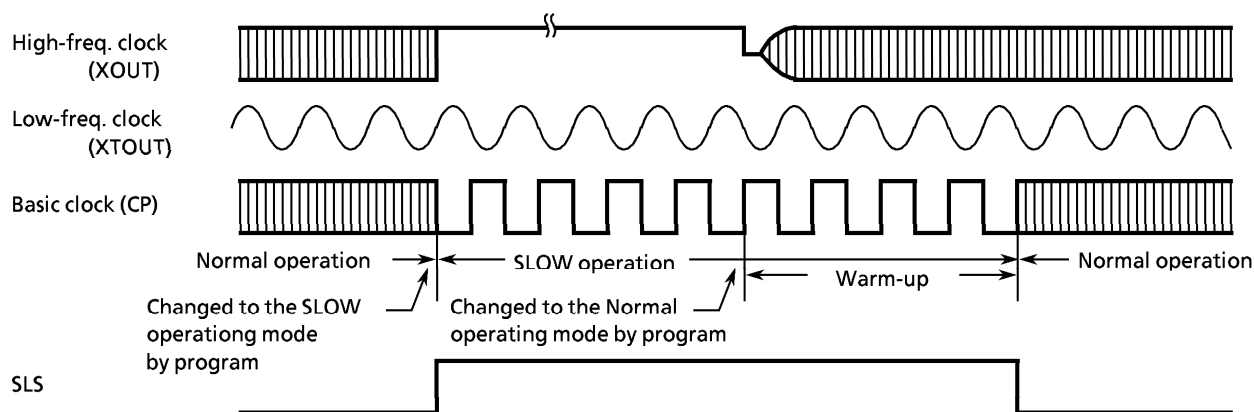 High-freq. clock
(XOUT)
Low-freq. clock
(XTOUT)
Basic clock (CP)
Normal operation
SLOW operation
Normal operation
Warm-up
Changed to the SLOW
operationg mode
by program
Changed to the Normal
operating mode by program
SLS